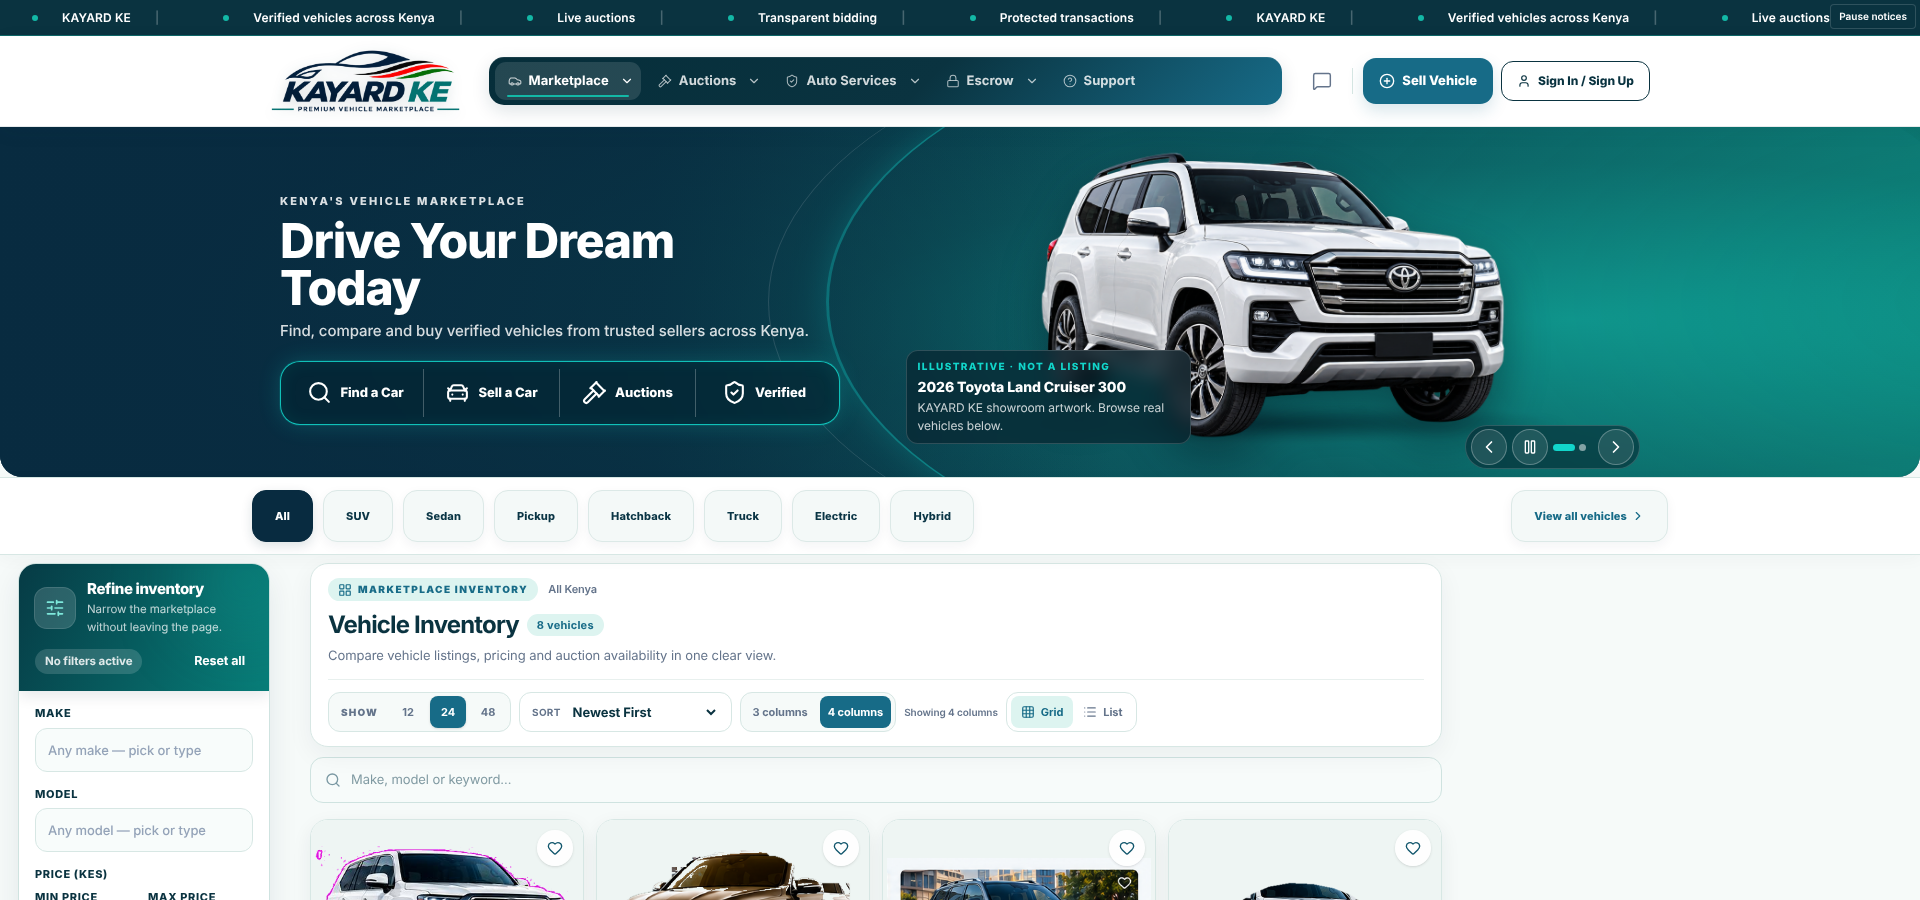 KAYARD KE
Verified vehicles across Kenya
Live auctions
Transparent bidding
Protected transactions
KAYARD KE
Verified vehicles across Kenya
Live auctions
Pause notices
KAYARD KE
PREMIUM VEHICLE MARKETPLACE
Marketplace
Auctions
Auto Services
Escrow
Support
Sell Vehicle
Sign In / Sign Up
KENYA'S VEHICLE MARKETPLACE
Drive Your Dream
Today
Find, compare and buy verified vehicles from trusted sellers across Kenya.
Find a Car
Sell a Car
Auctions
Verified
ILLUSTRATIVE · NOT A LISTING
2026 Toyota Land Cruiser 300
KAYARD KE showroom artwork. Browse real
vehicles below.
All
SUV
Sedan
Pickup
Hatchback
Truck
Electric
Hybrid
View all vehicles
Refine inventory
Narrow the marketplace
without leaving the page.
No filters active
Reset all
MAKE
Any make — pick or type
MODEL
Any model — pick or type
PRICE (KES)
MIN PRICE
MAX PRICE
MARKETPLACE INVENTORY
All Kenya
Vehicle Inventory
8 vehicles
Compare vehicle listings, pricing and auction availability in one clear view.
SHOW
12
24
48
SORT
Newest First
3 columns
4 columns
Showing 4 columns
Grid
List
Make, model or keyword...